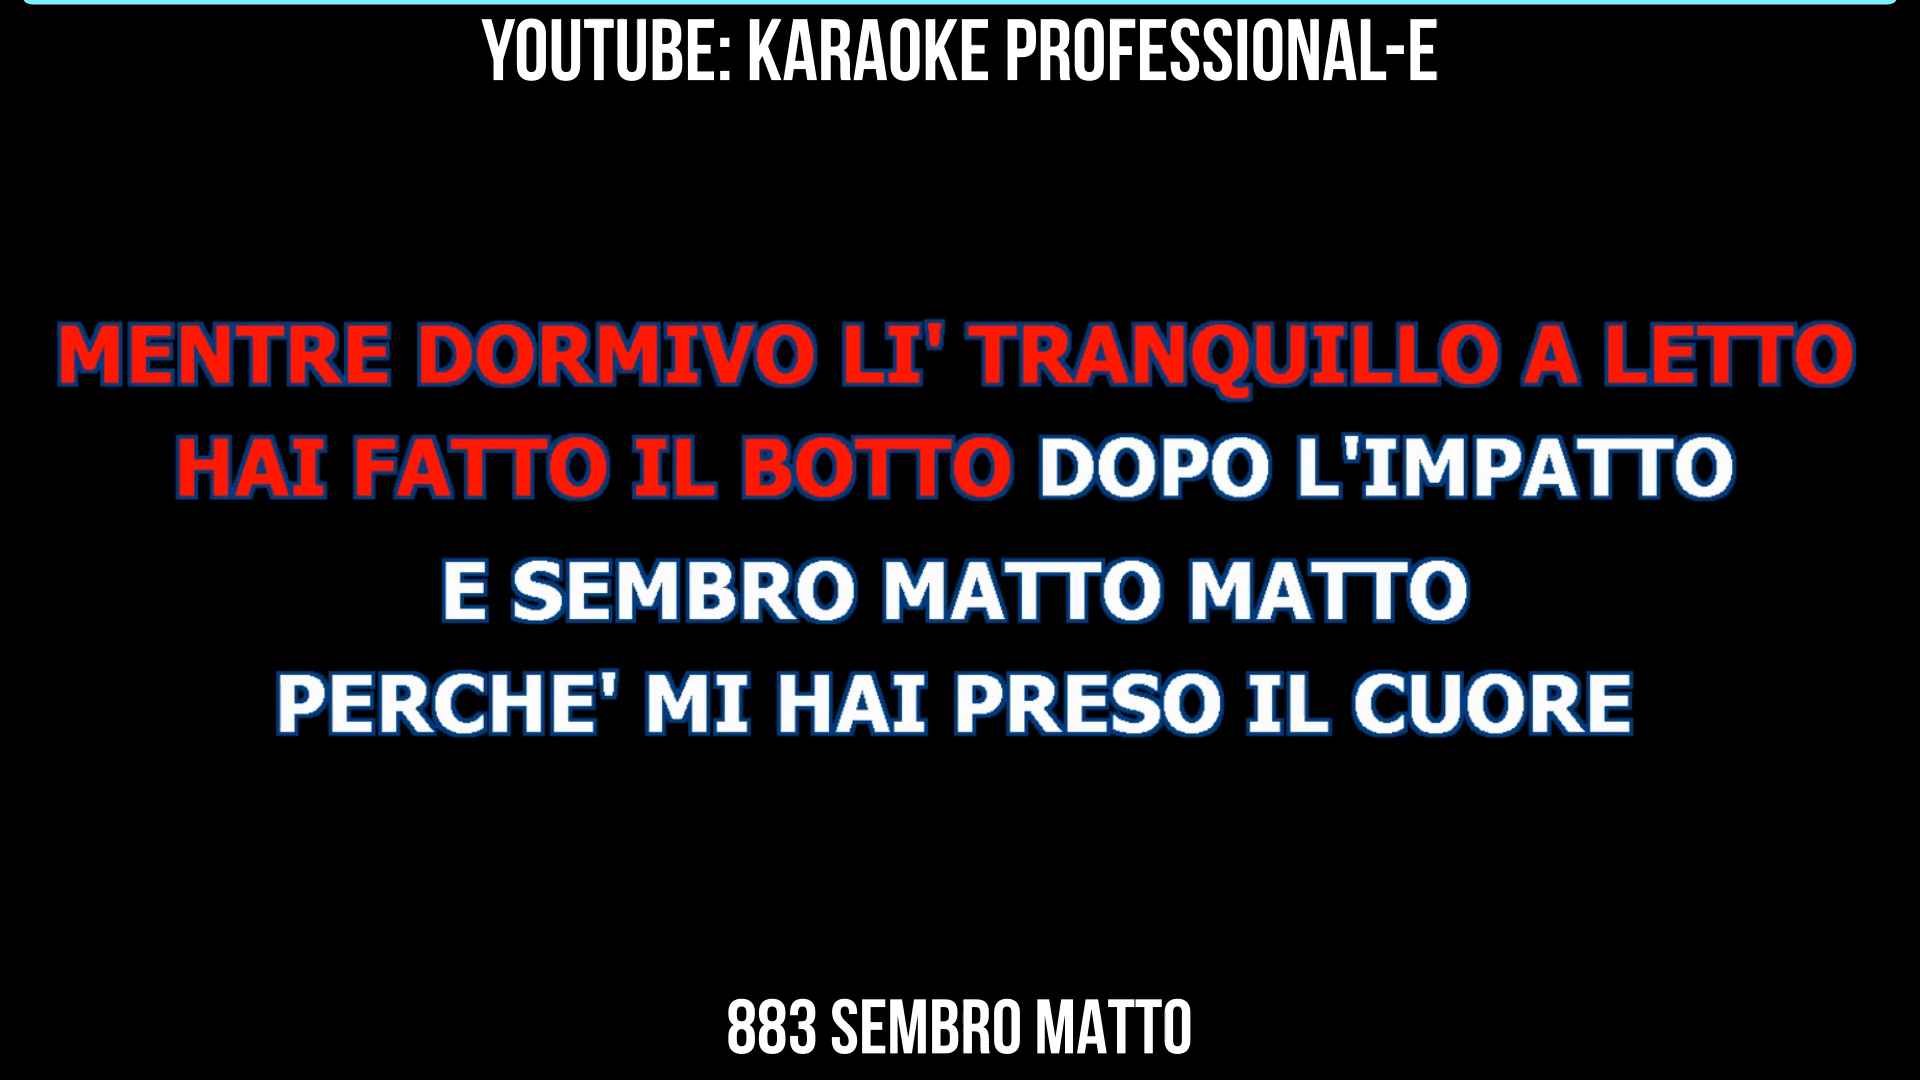 YOUTUBE: KARAOKE PROFESSIONAL-E
MENTRE DORMIVO LI' TRANQUILLO A LETTO
HAI FATTO IL BOTTO DOPO L'IMPATTO
E SEMBRO MATTO MATTO
PERCHE' MI HAI PRESO IL CUORE
883 SEMBRO MATTO